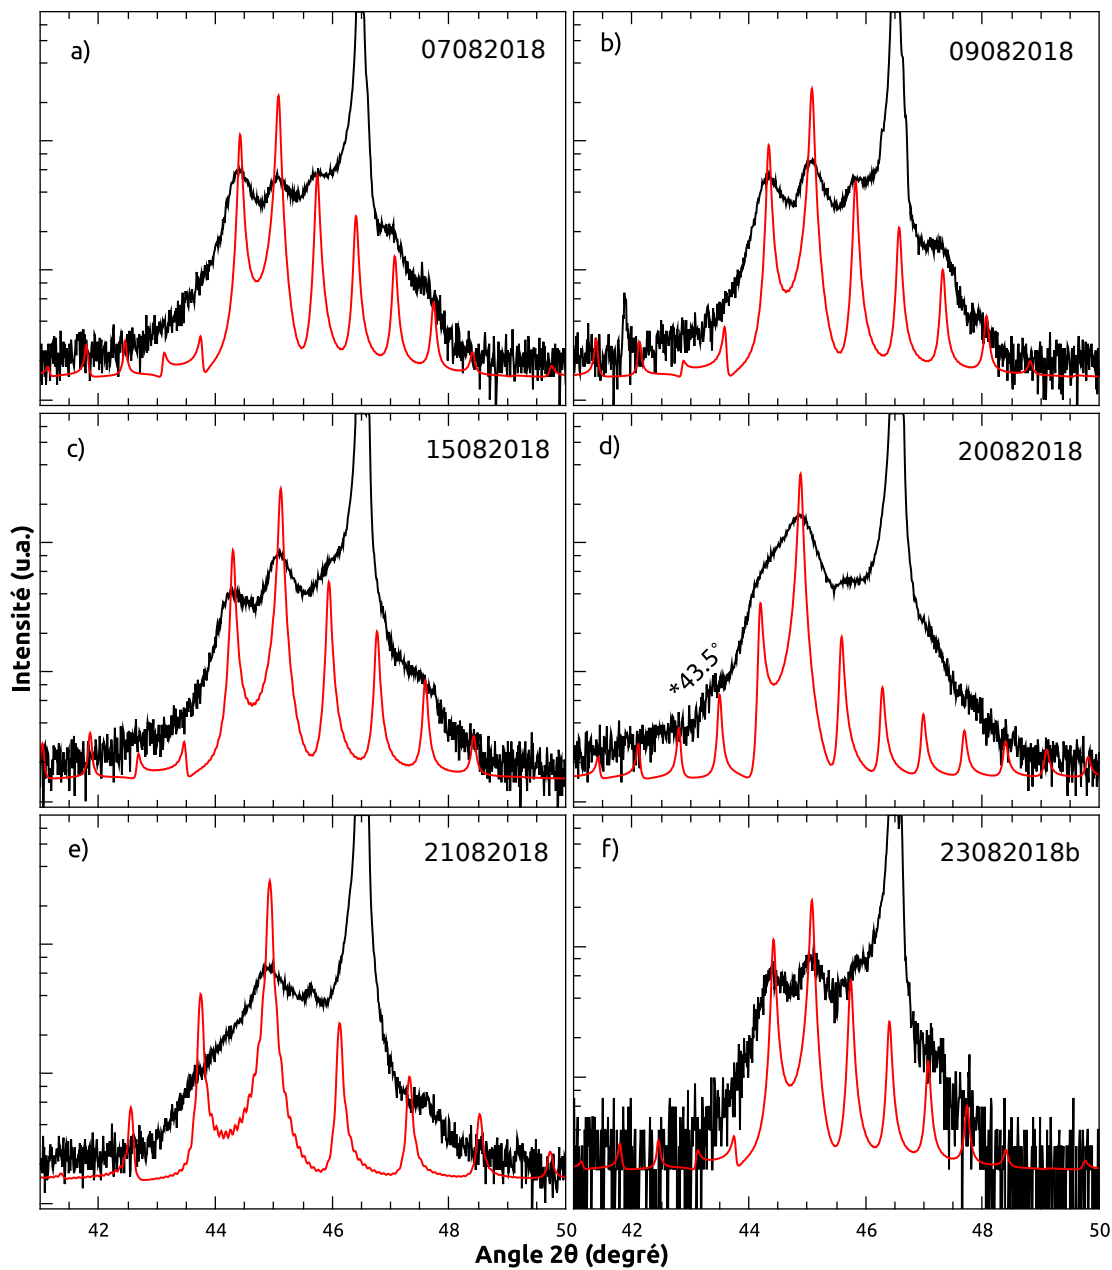 a) 07082018
b) 09082018
c) 15082018
d) 20082018
*43.5°
e) 21082018
f) 23082018b
Intensité (u.a.)
42 44 46 48 50
42 44 46 48 50
Angle 2θ (degré)